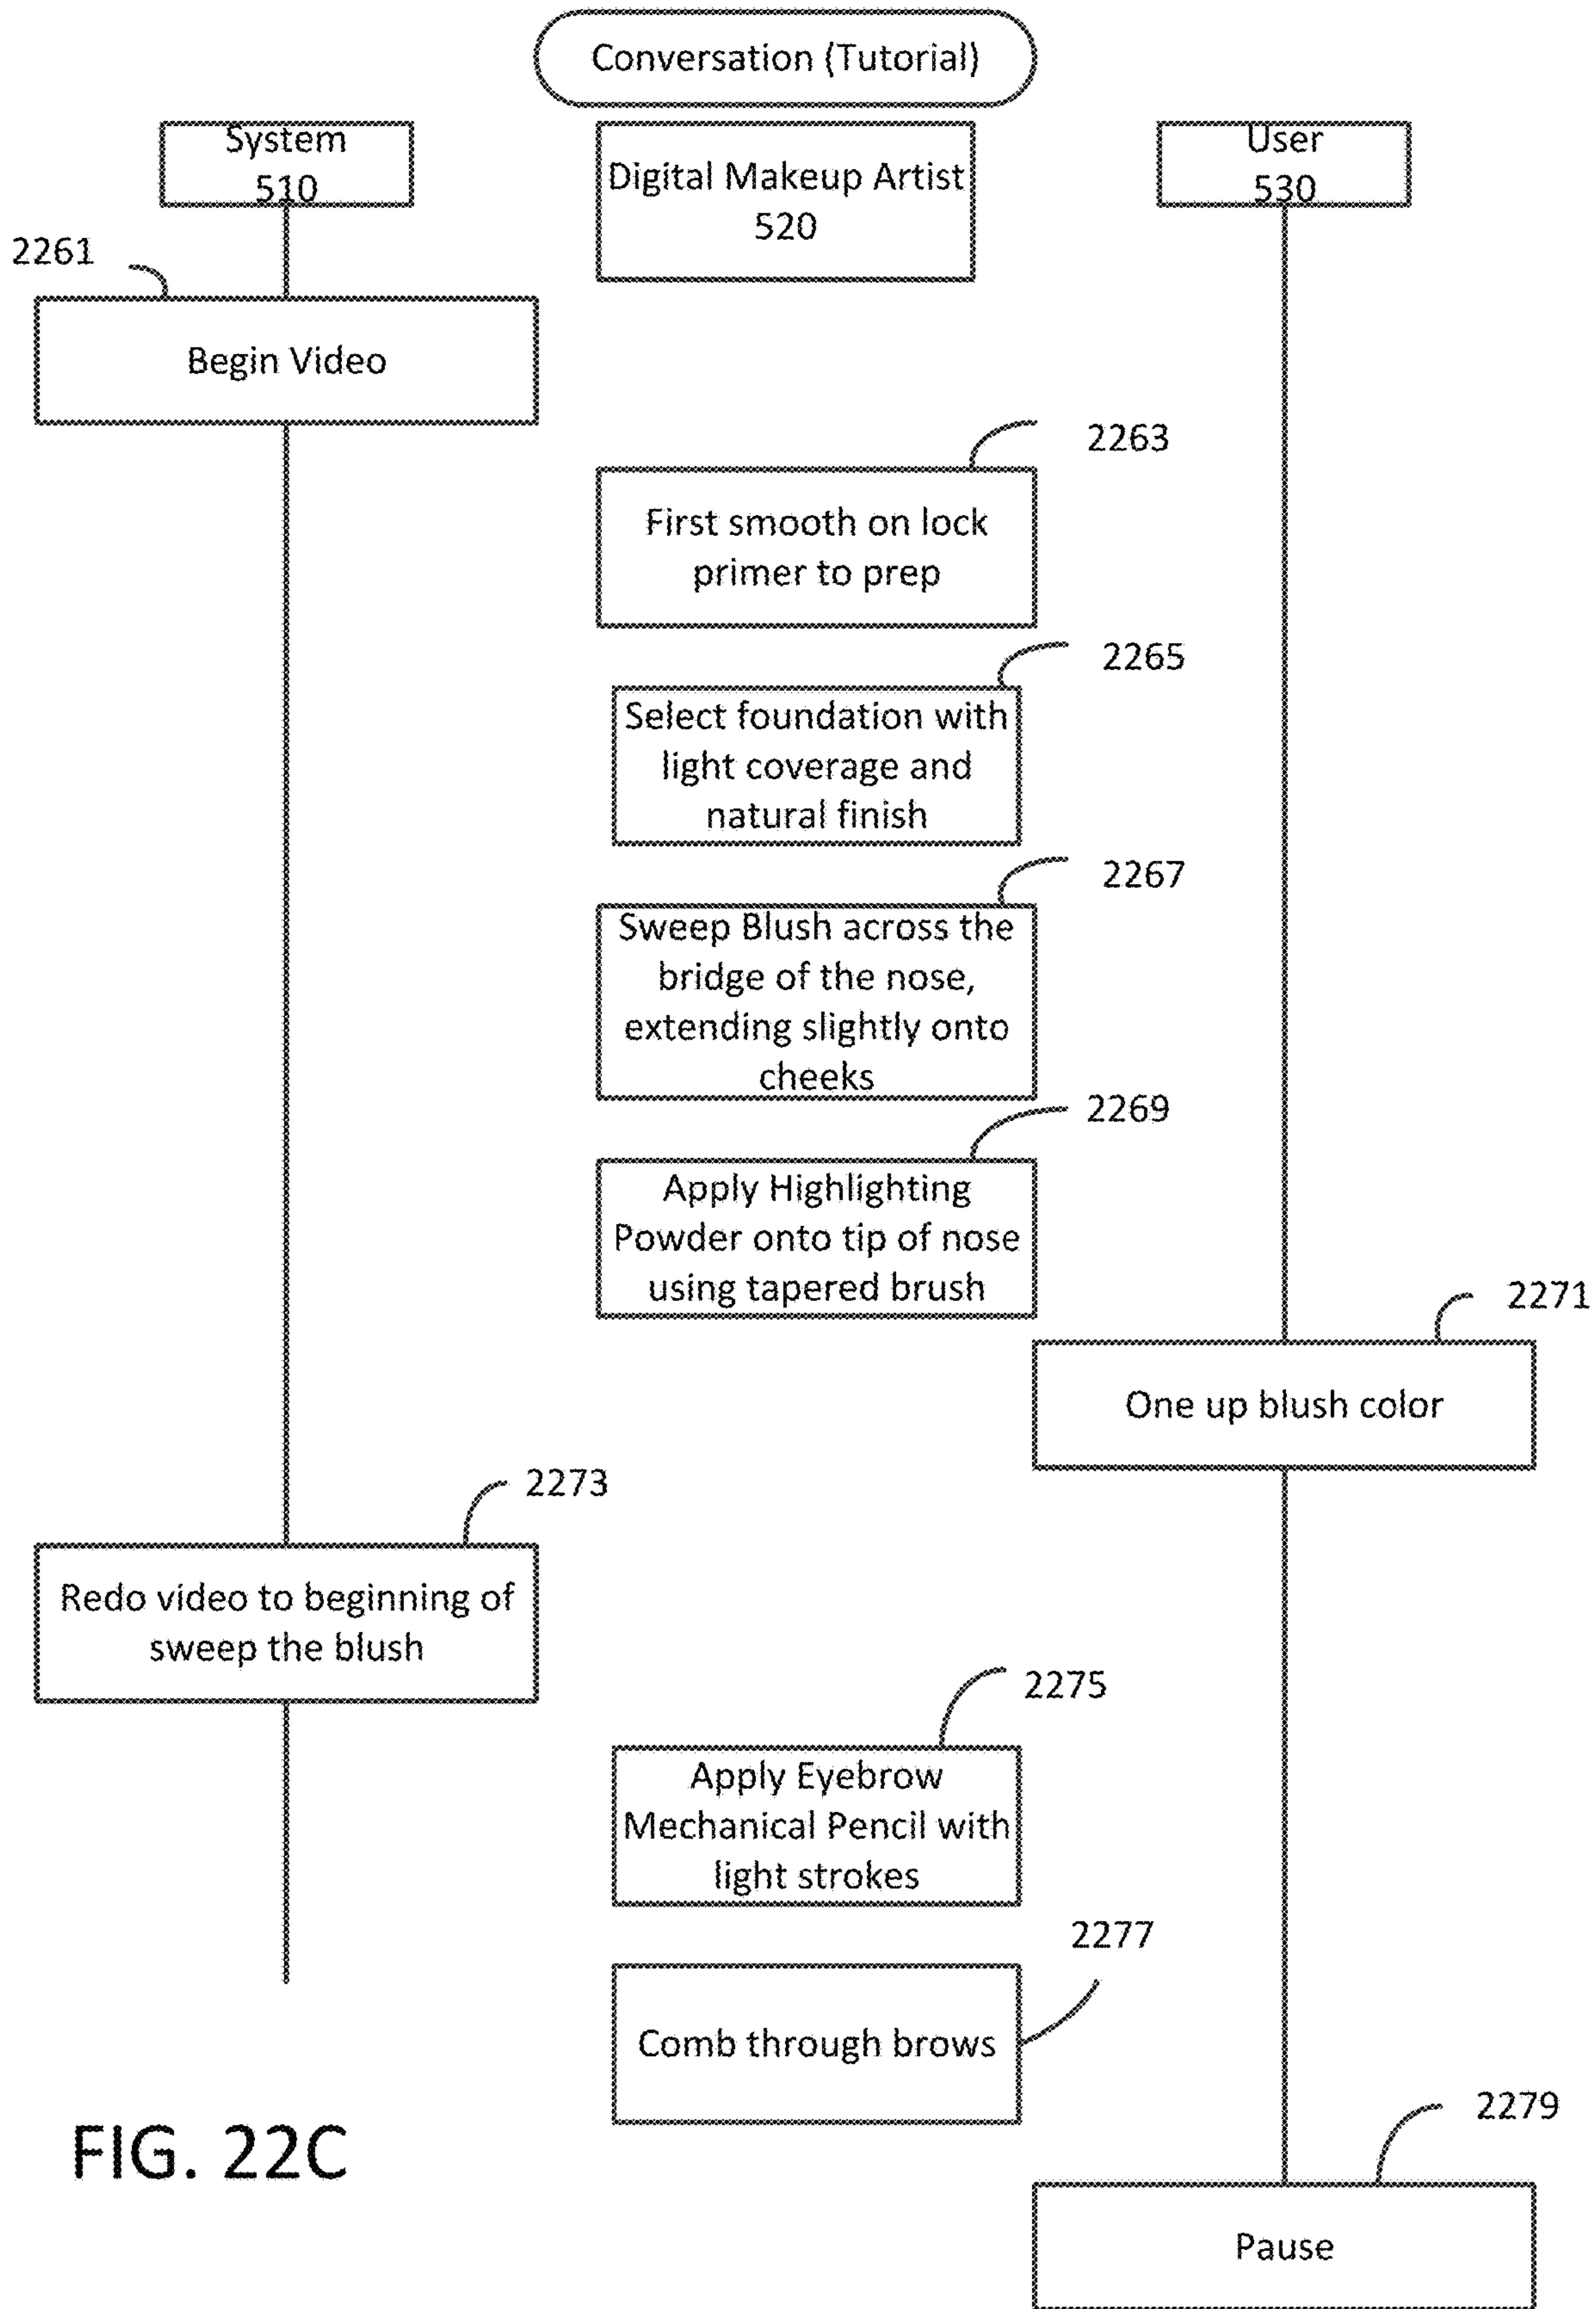 Conversation (Tutorial)
System
510
Digital Makeup Artist
520
User
530
2261
Begin Video
2263
First smooth on lock
primer to prep
2265
Select foundation with
light coverage and
natural finish
2267
Sweep Blush across the
bridge of the nose,
extending slightly onto
cheeks
2269
Apply Highlighting
Powder onto tip of nose
using tapered brush
2271
One up blush color
2273
Redo video to beginning of
sweep the blush
2275
Apply Eyebrow
Mechanical Pencil with
light strokes
2277
Comb through brows
2279
Pause
FIG. 22C